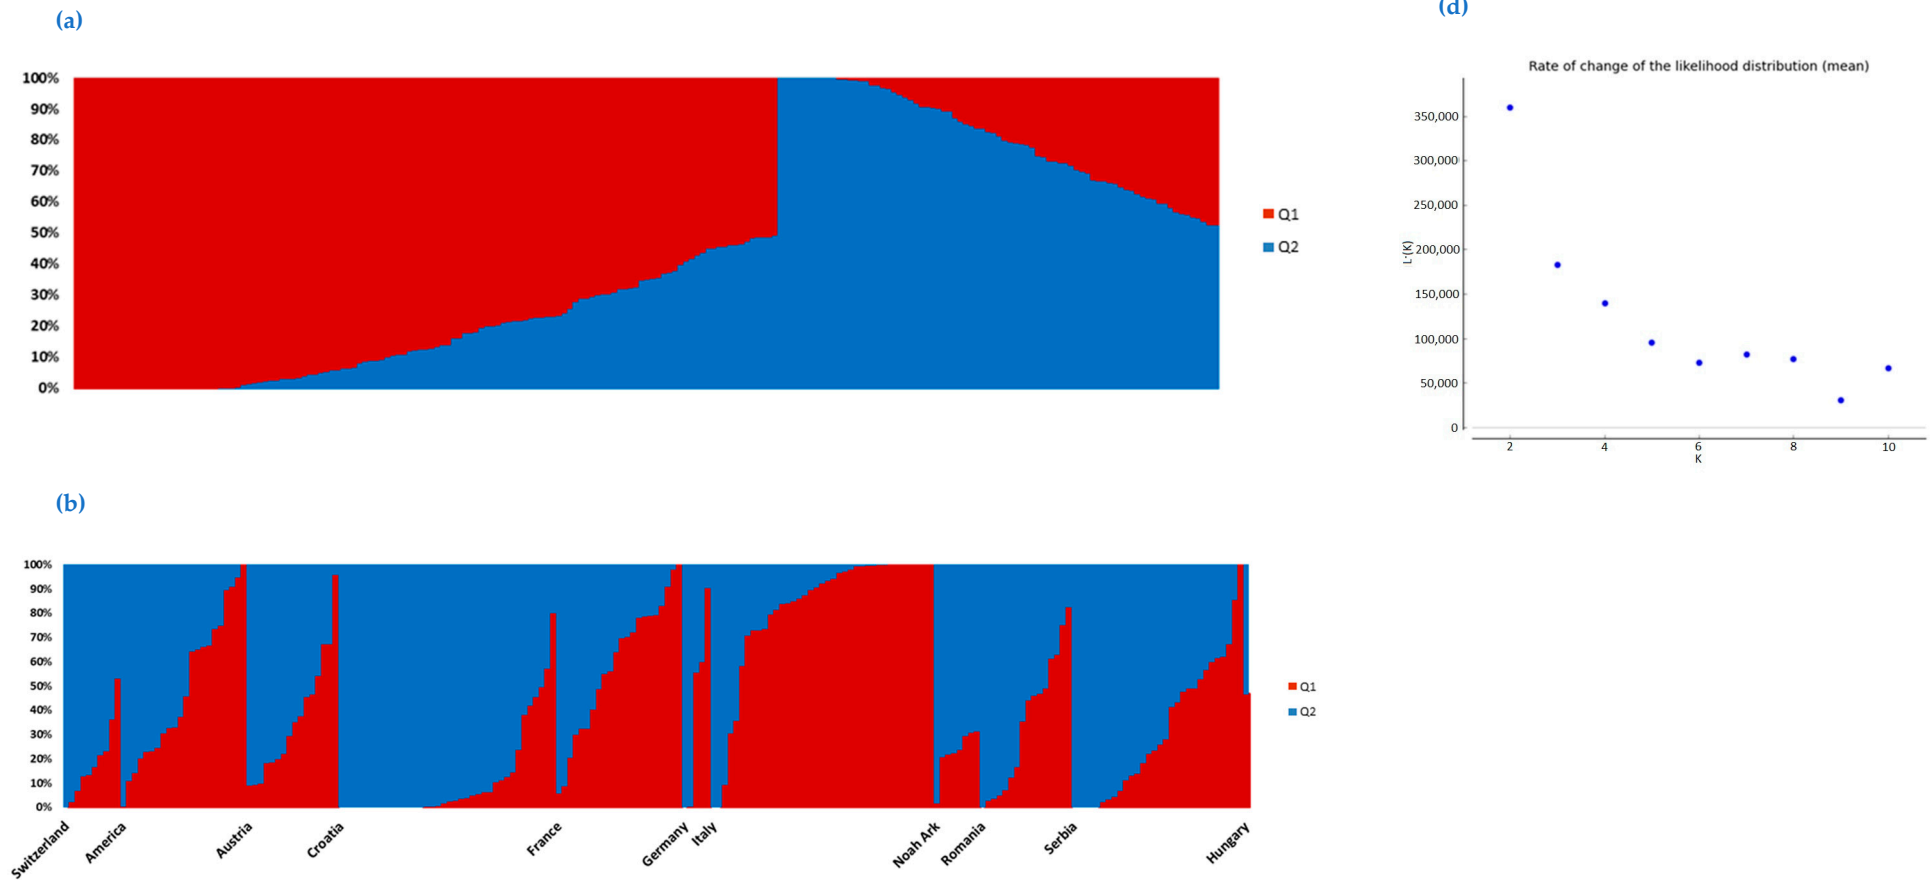 (a)
100%
90%
80%
70%
60%
50%
40%
30%
20%
10%
0%
Q1
Q2
(d)
Rate of change of the likelihood distribution (mean)
350,000
300,000
250,000
200,000
150,000
100,000
50,000
0
2
4
6
8
10
K
(b)
100%
90%
80%
70%
60%
50%
40%
30%
20%
10%
0%
Q1
Q2
Switzerland
America
Austria
Croatia
France
Germany
Italy
Noah Ark
Romania
Serbia
Hungary